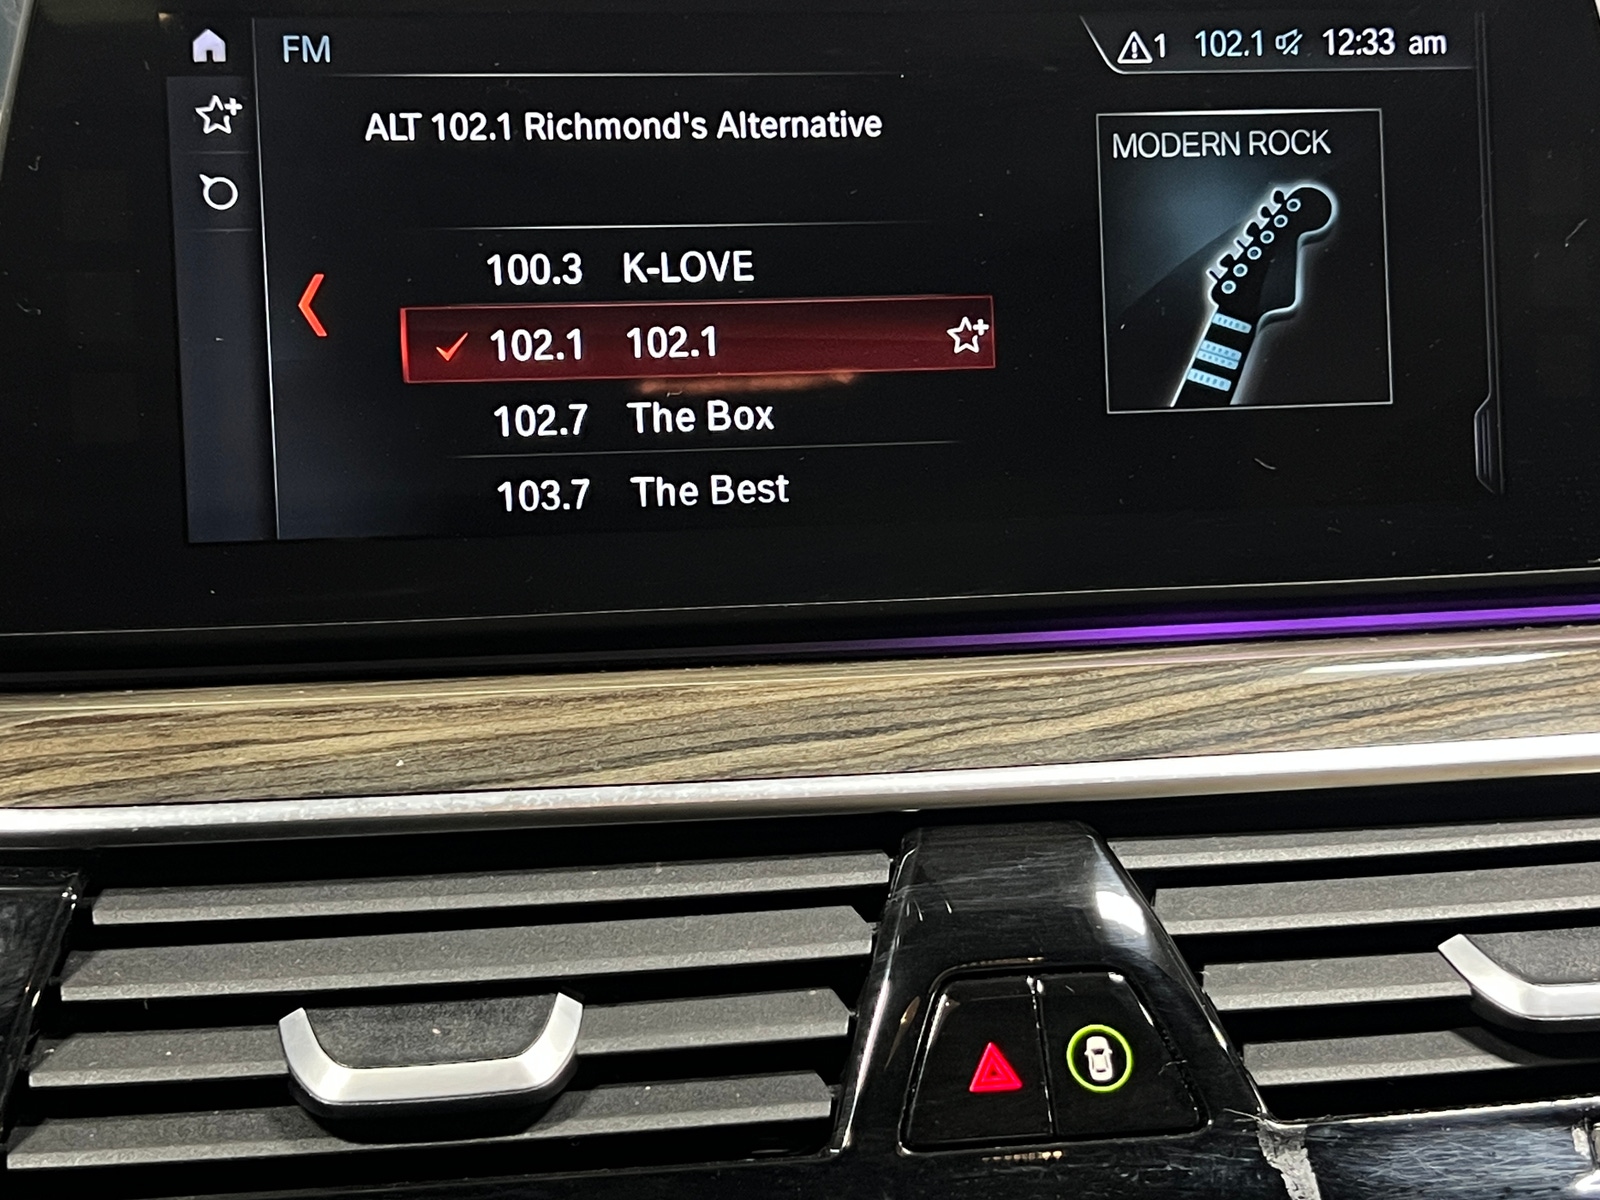 FM
1 102.1 12:33 am
ALT 102.1 Richmond's Alternative
MODERN ROCK
100.3 K-LOVE
102.1 102.1
102.7 The Box
103.7 The Best